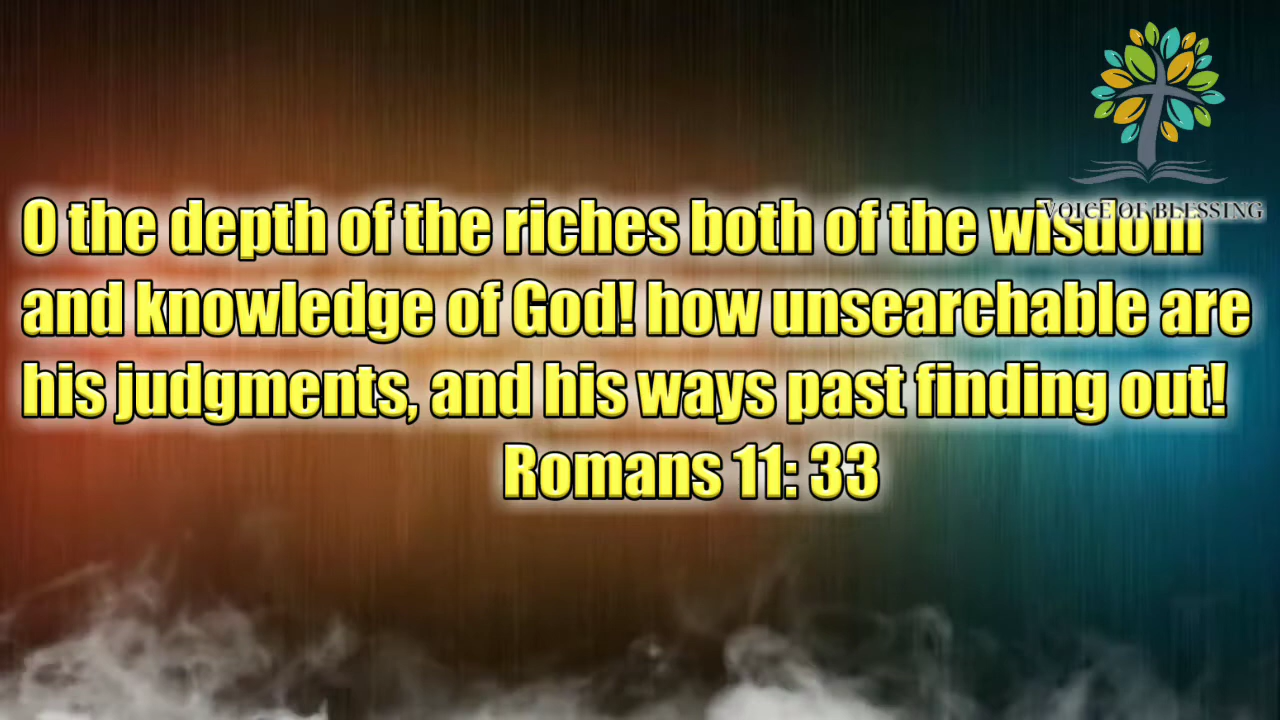 VOICE OF BLESSING
O the depth of the riches both of the wisdom
and knowledge of God! how unsearchable are
his judgments, and his ways past finding out!
Romans 11: 33